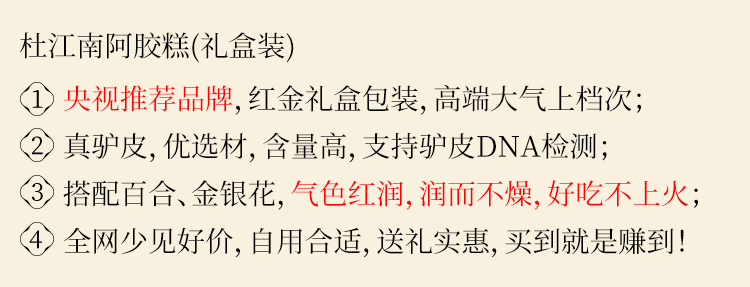 杜江南阿胶糕(礼盒装)
① 央视推荐品牌, 红金礼盒包装, 高端大气上档次;
② 真驴皮, 优选材, 含量高, 支持驴皮DNA检测;
③ 搭配百合、金银花, 气色红润, 润而不燥, 好吃不上火;
④ 全网少见好价, 自用合适, 送礼实惠, 买到就是赚到!